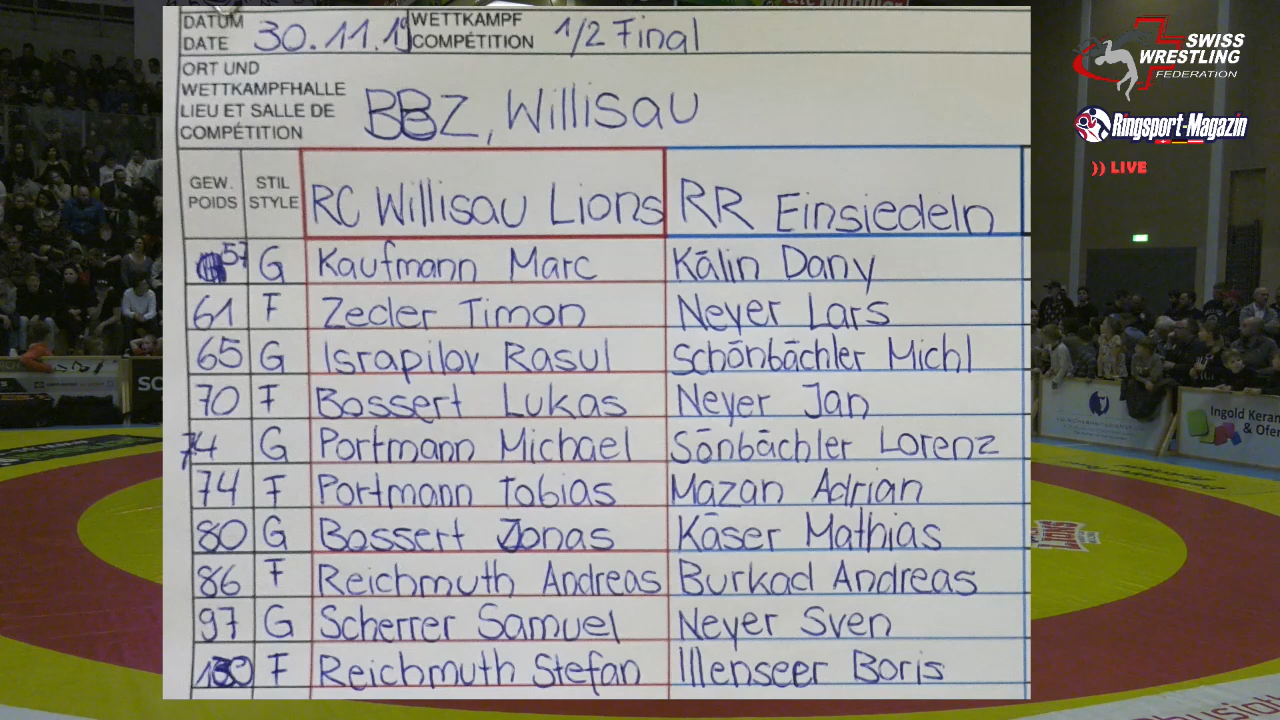 DATUM DATE 30.11.19 WETTKAMPF COMPÉTITION 1/2 Final
ORT UND WETTKAMPFHALLE LIEU ET SALLE DE COMPÉTITION BBZ, Willisau
GEW. POIDS STIL STYLE RC Willisau Lions RR Einsiedeln
57 G Kaufmann Marc Kälin Dany
61 F Zeder Timon Neyer Lars
65 G Israpilov Rasul Schönbächler Michl
70 F Bossert Lukas Neyer Jan
74 G Portmann Michael Sönbächler Lorenz
74 F Portmann Tobias Mazan Adrian
80 G Bossert Jonas Käser Mathias
86 F Reichmuth Andreas Burkad Andreas
97 G Scherrer Samuel Neyer Sven
130 F Reichmuth Stefan Illenseer Boris
SWISS
WRESTLING
FEDERATION
Ringsport-Magazin
LIVE
Ingold Keram
& Ofen